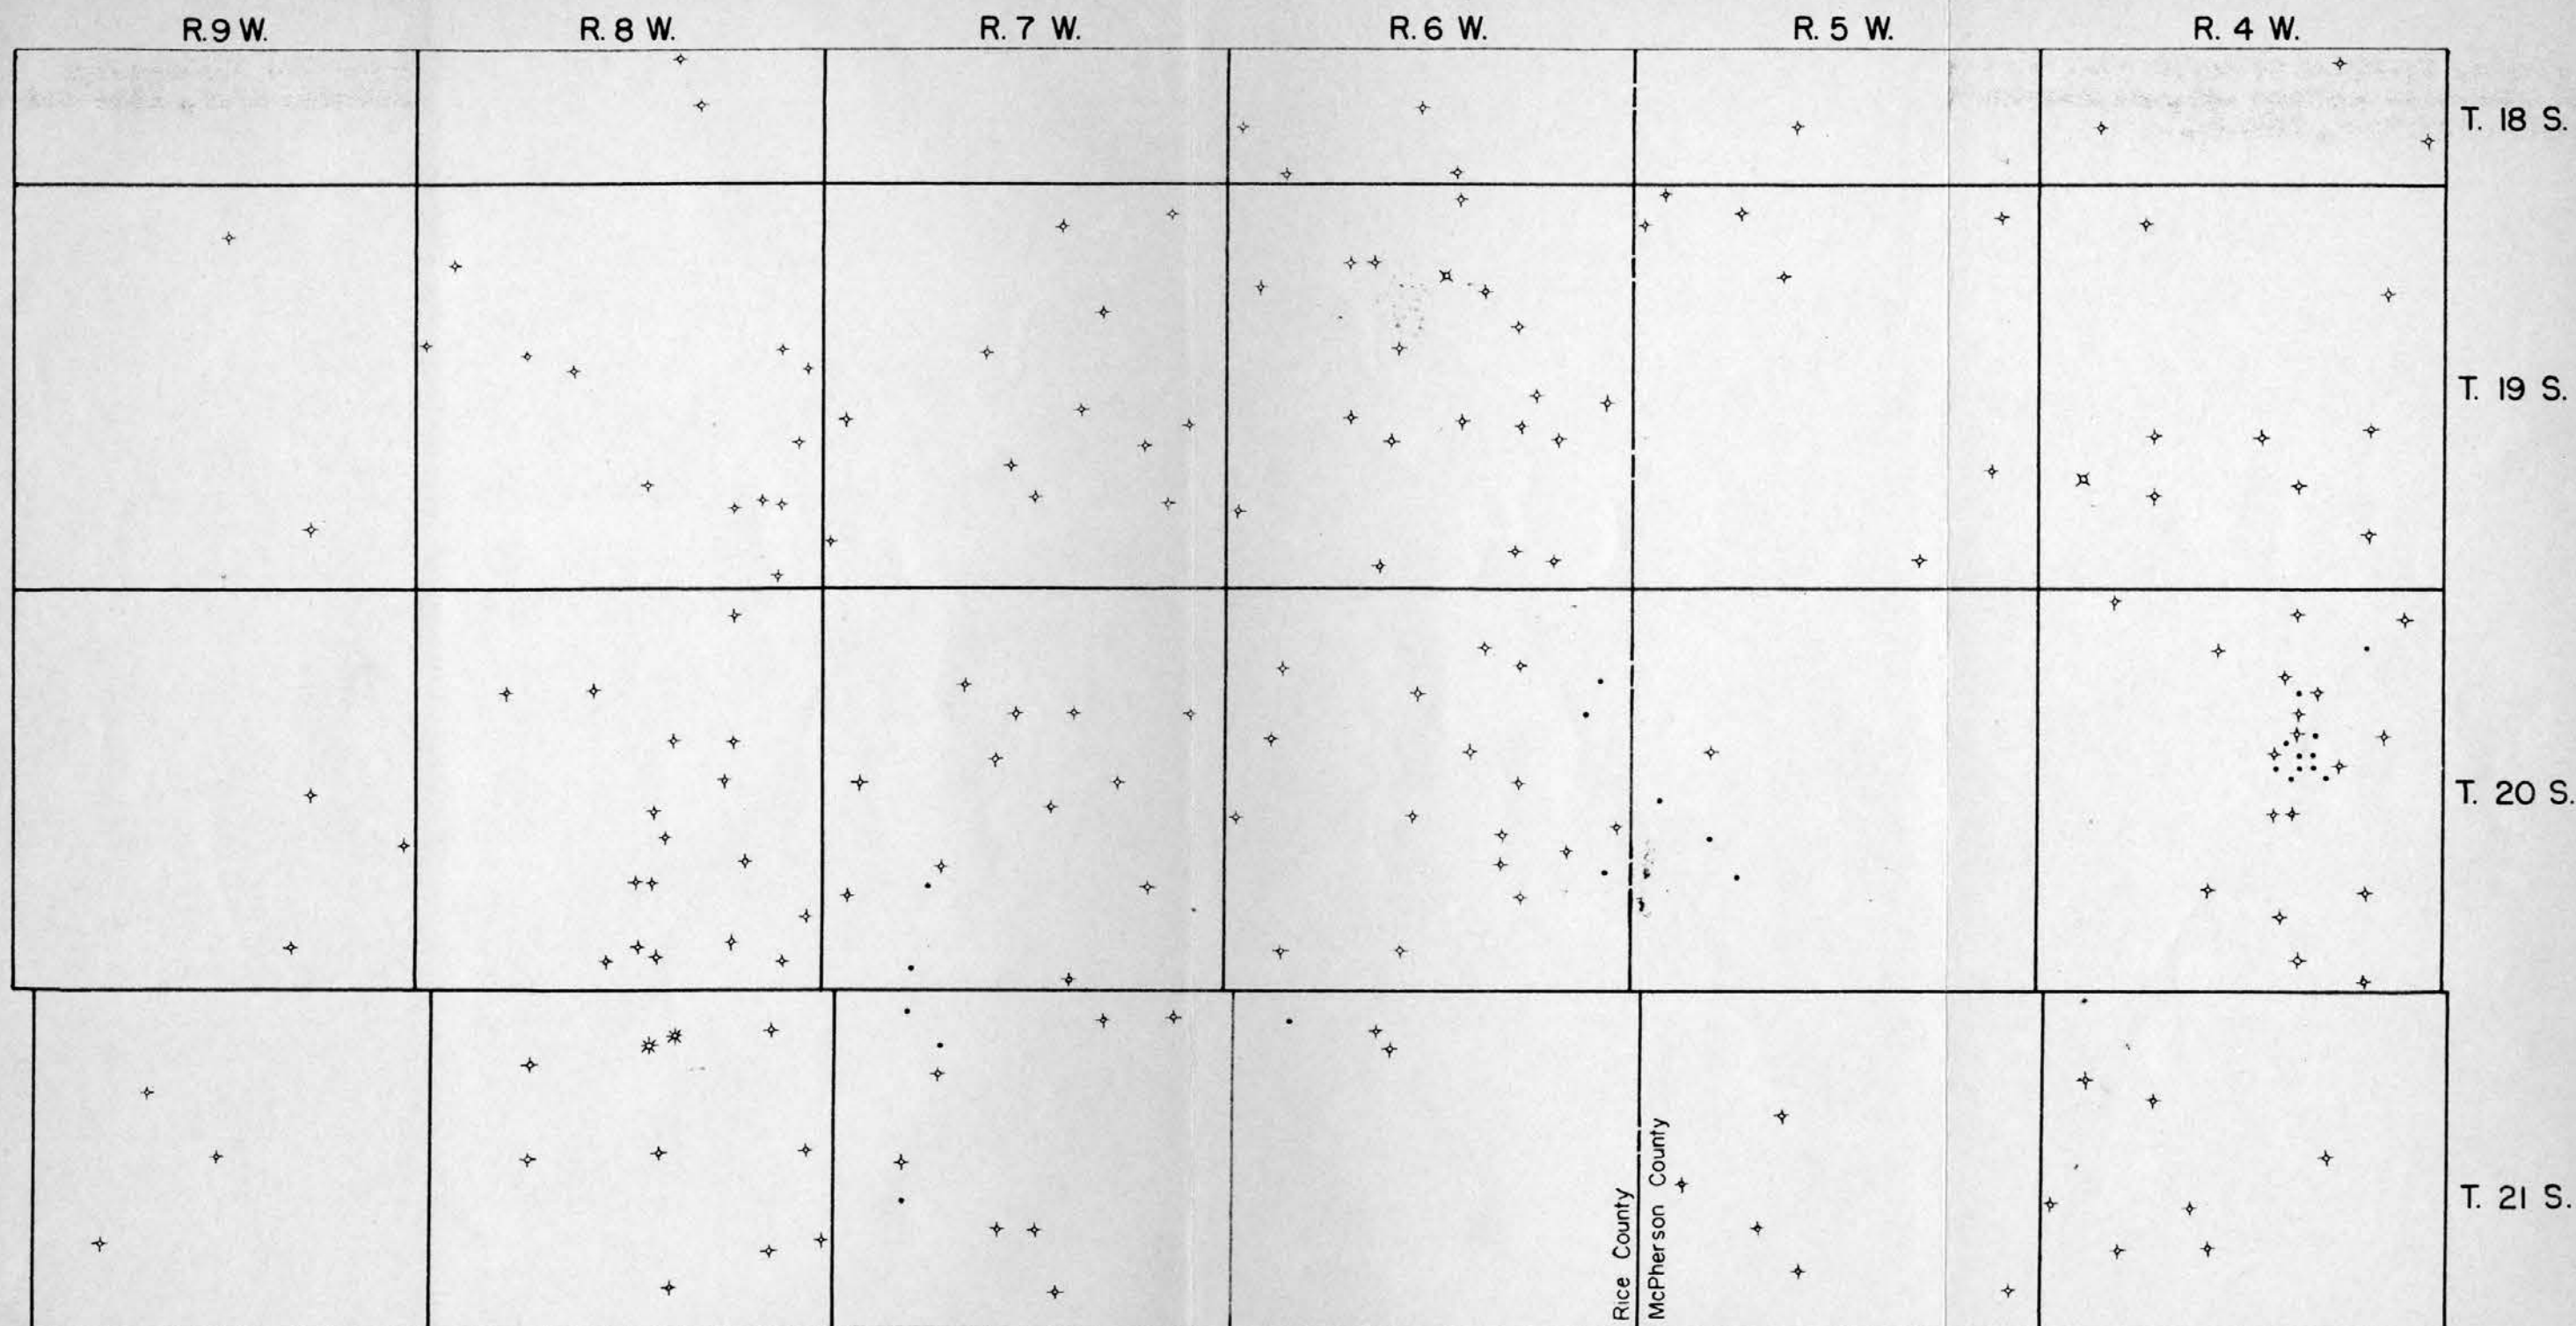 R. 9 W. R. 8 W. R. 7 W. R. 6 W. R. 5 W. R. 4 W.
T. 18 S.
T. 19 S.
T. 20 S.
T. 21 S.
Rice County
McPherson County